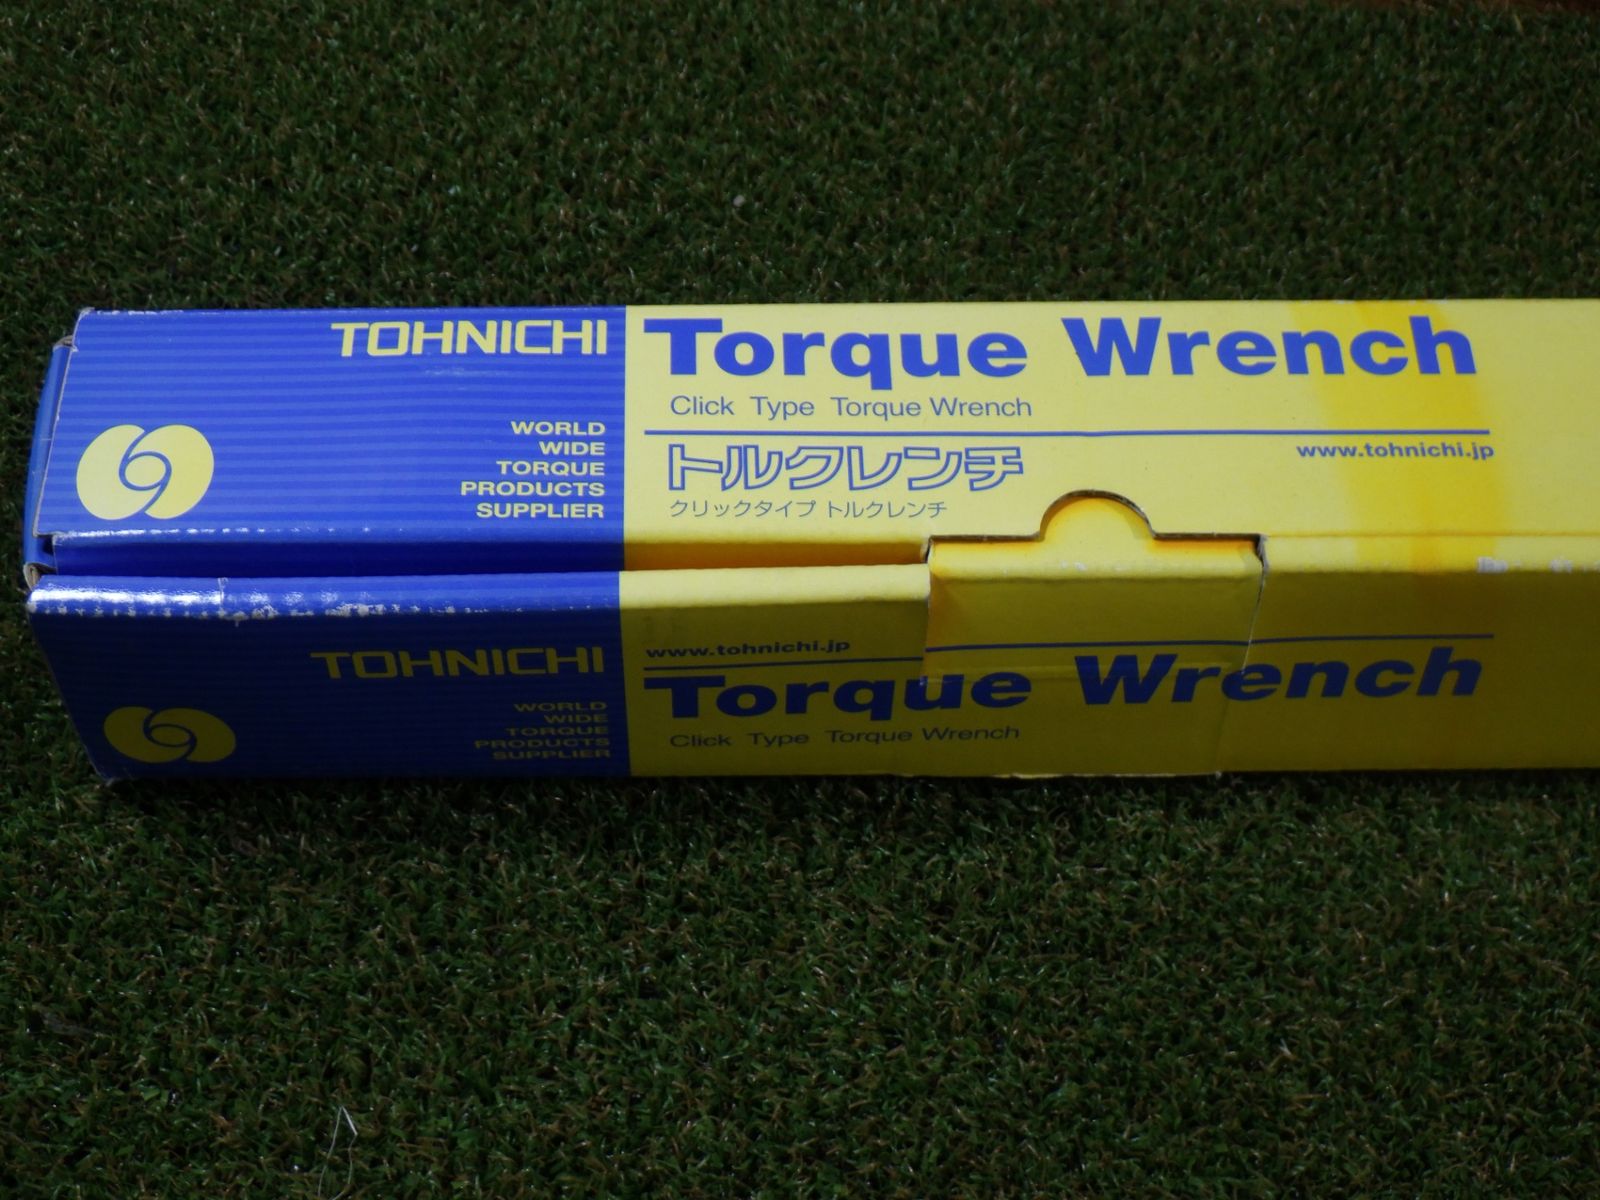 TOHNICHI
WORLD
WIDE
TORQUE
PRODUCTS
SUPPLIER
Torque Wrench
Click Type Torque Wrench
トルクレンチ
www.tohnichi.jp
クリックタイプ トルクレンチ
TOHNICHI
WORLD
WIDE
TORQUE
PRODUCTS
SUPPLIER
www.tohnichi.jp
Torque Wrench
Click Type Torque Wrench